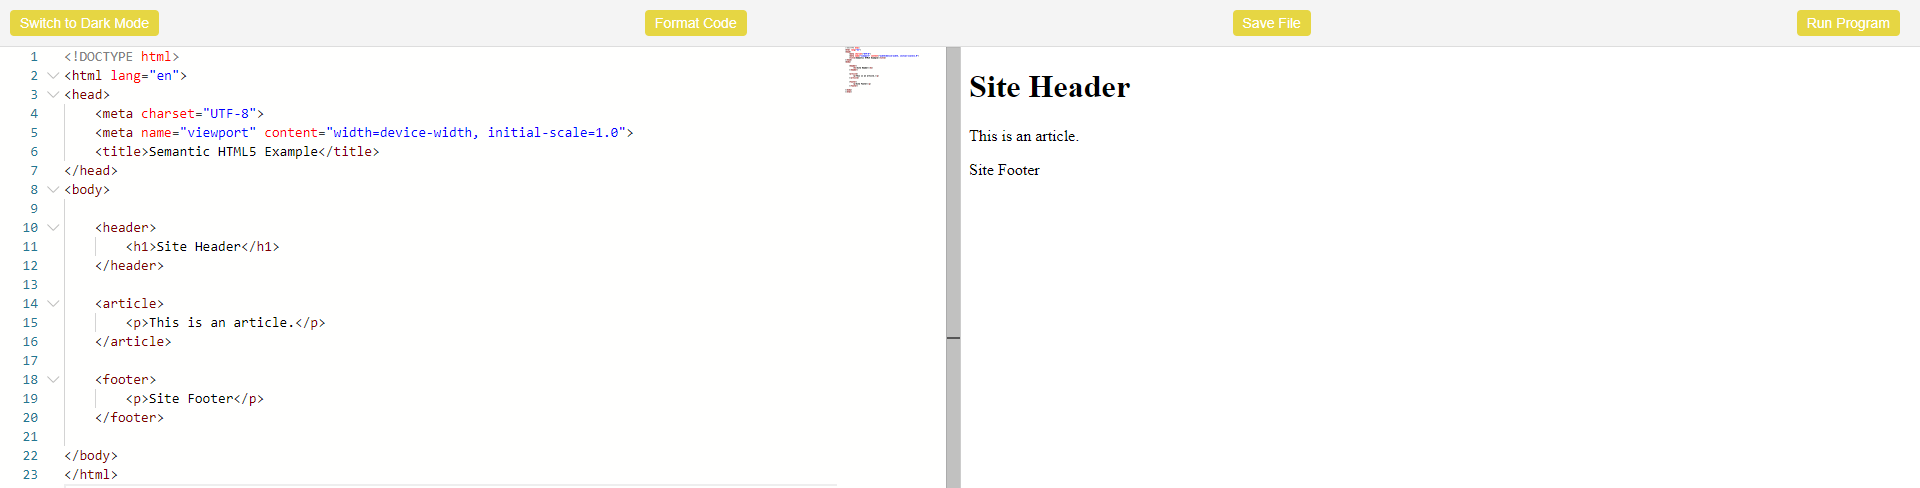 Switch to Dark Mode
Format Code
Save File
Run Program
1 <!DOCTYPE html>
2 <html lang="en">
3 <head>
4     <meta charset="UTF-8">
5     <meta name="viewport" content="width=device-width, initial-scale=1.0">
6     <title>Semantic HTML5 Example</title>
7 </head>
8 <body>
9
10     <header>
11         <h1>Site Header</h1>
12     </header>
13
14     <article>
15         <p>This is an article.</p>
16     </article>
17
18     <footer>
19         <p>Site Footer</p>
20     </footer>
21
22 </body>
23 </html>
Site Header
This is an article.
Site Footer